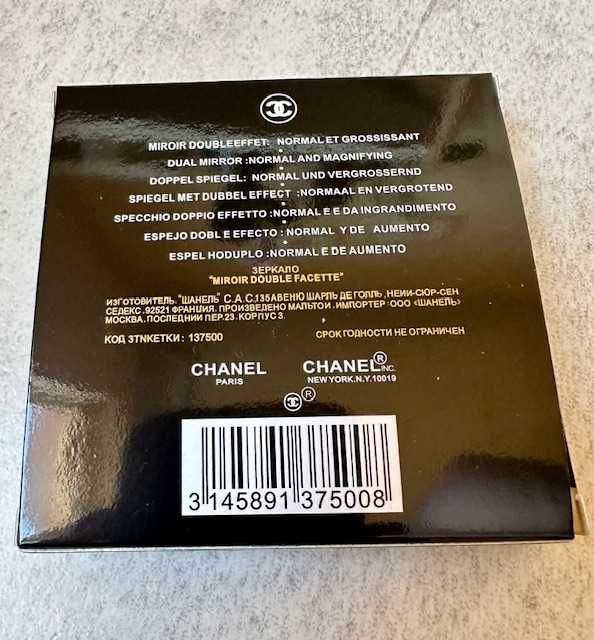 MIROIR DOUBLEEFFET: NORMAL ET GROSSISSANT
DUAL MIRROR :NORMAL AND MAGNIFYING
DOPPEL SPIEGEL: NORMAL UND VERGROSSERND
SPIEGEL MET DUBBEL EFFECT :NORMAAL EN VERGROTEND
SPECCHIO DOPPIO EFFETTO :NORMAL E E DA INGRANDIMENTO
ESPEJO DOBL E EFECTO : NORMAL Y DE AUMENTO
ESPEL HODUPLO :NORMAL E DE AUMENTO
ЗЕРКАЛО
"MIROIR DOUBLE FACETTE"
ИЗГОТОВИТЕЛЬ. "ШАНЕЛЬ" С.А.С.135АВЕНЮ ШАРЛЬ ДЕ ГОЛЛЬ ,НЕИИ-СЮР-СЕН
СЕДЕКС .92521 ФРАНЦИЯ. ПРОИЗВЕДЕНО МАЛЬТОИ . ИМПОРТЕР ·ООО «ШАНЕЛЬ»
МОСКВА. ПОСЛЕДНИИ ПЕР.23 .КОРПУС 3.
КОД ЭТNКЕТКИ : 137500
СРОК ГОДНОСТИ НЕ ОГРАНИЧЕН
CHANEL
PARIS
CHANEL® INC.
NEW YORK.N.Y.10019
®
3 145891 375008